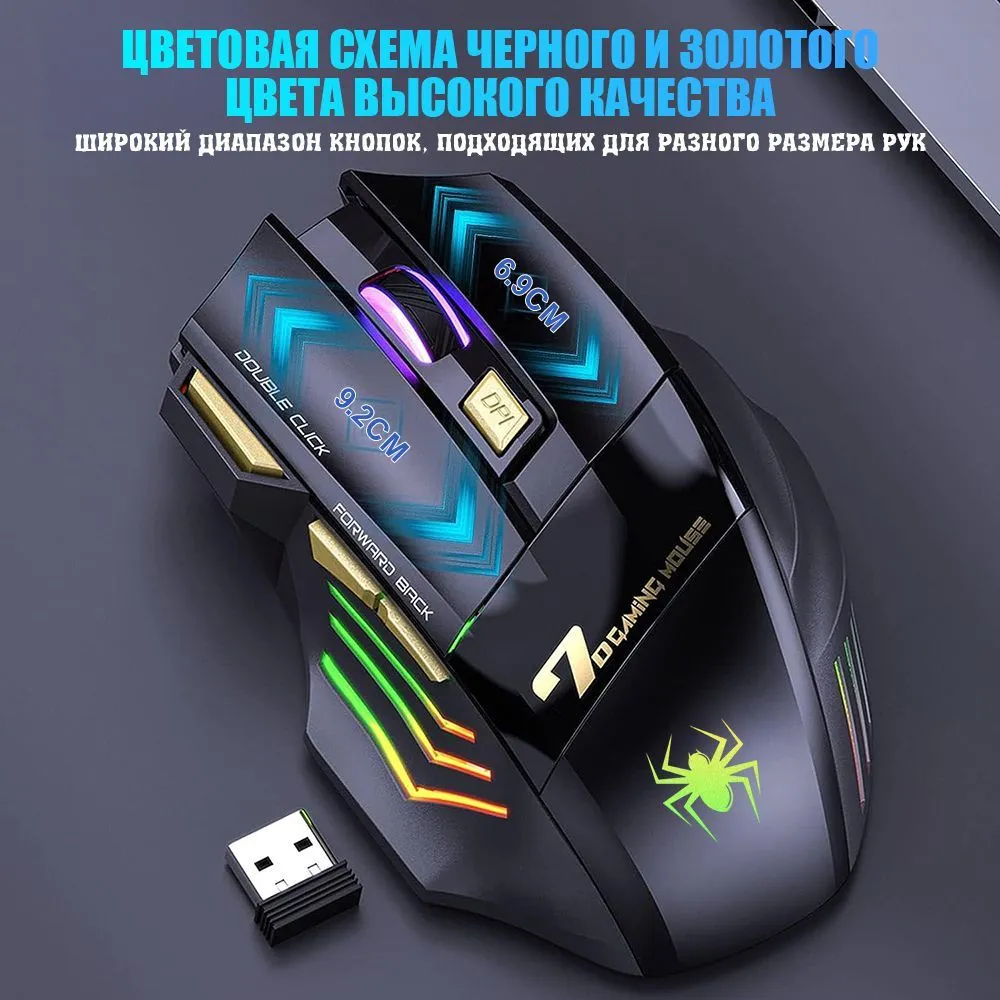 ЦВЕТОВАЯ СХЕМА ЧЕРНОГО И ЗОЛОТОГО
ЦВЕТА ВЫСОКОГО КАЧЕСТВА
ШИРОКИЙ ДИАПАЗОН КНОПОК, ПОДХОДЯЩИХ ДЛЯ РАЗНОГО РАЗМЕРА РУК
6.9CM
9.2CM
DPI
DOUBLE CLICK
FORWARD BACK
7D GAMING MOUSE